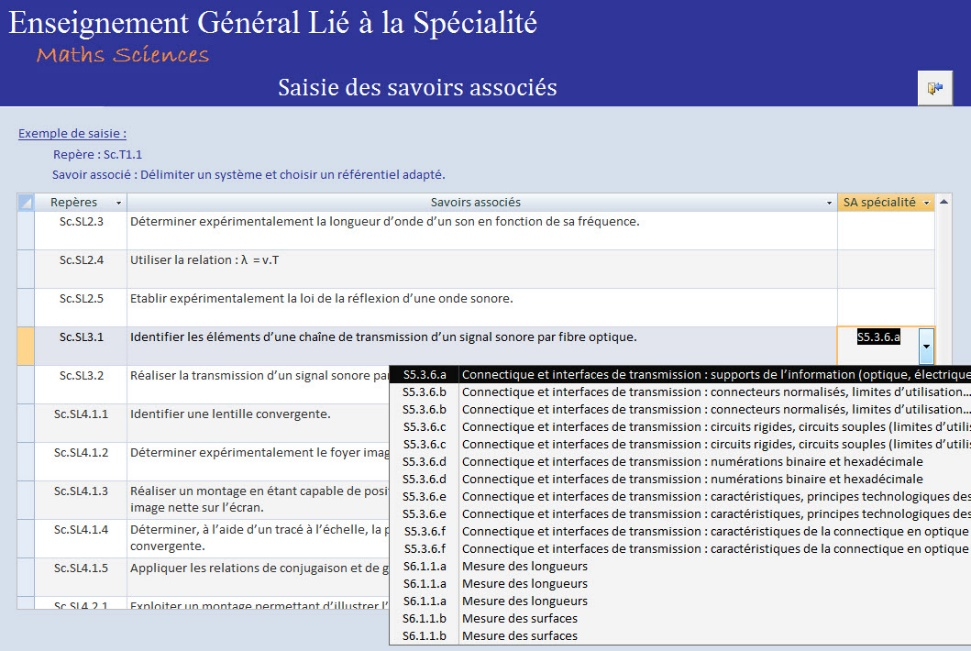 Enseignement Général Lié à la Spécialité
Maths Sciences
Saisie des savoirs associés
Exemple de saisie :
Repère : Sc.T1.1
Savoir associé : Délimiter un système et choisir un référentiel adapté.
Repères Savoirs associés SA spécialité
Sc.SL2.3 Déterminer expérimentalement la longueur d'onde d'un son en fonction de sa fréquence.
Sc.SL2.4 Utiliser la relation : λ = v.T
Sc.SL2.5 Etablir expérimentalement la loi de la réflexion d'une onde sonore.
Sc.SL3.1 Identifier les éléments d'une chaîne de transmission d'un signal sonore par fibre optique. S5.3.6.a
Sc.SL3.2 Réaliser la transmission d'un signal sonore pa
Sc.SL4.1.1 Identifier une lentille convergente.
Sc.SL4.1.2 Déterminer expérimentalement le foyer imag
Sc.SL4.1.3 Réaliser un montage en étant capable de posi
image nette sur l'écran.
Sc.SL4.1.4 Déterminer, à l'aide d'un tracé à l'échelle, la p
convergente.
Sc.SL4.1.5 Appliquer les relations de conjugaison et de g
Sc.SL4.2.1 Exploiter un montage permettant d'illustrer l'
S5.3.6.a Connectique et interfaces de transmission : supports de l'information (optique, électrique
S5.3.6.b Connectique et interfaces de transmission : connecteurs normalisés, limites d'utilisation...
S5.3.6.b Connectique et interfaces de transmission : connecteurs normalisés, limites d'utilisation...
S5.3.6.c Connectique et interfaces de transmission : circuits rigides, circuits souples (limites d'utilis
S5.3.6.c Connectique et interfaces de transmission : circuits rigides, circuits souples (limites d'utilis
S5.3.6.d Connectique et interfaces de transmission : numérations binaire et hexadécimale
S5.3.6.d Connectique et interfaces de transmission : numérations binaire et hexadécimale
S5.3.6.e Connectique et interfaces de transmission : caractéristiques, principes technologiques des
S5.3.6.e Connectique et interfaces de transmission : caractéristiques, principes technologiques des
S5.3.6.f Connectique et interfaces de transmission : caractéristiques de la connectique en optique
S5.3.6.f Connectique et interfaces de transmission : caractéristiques de la connectique en optique
S6.1.1.a Mesure des longueurs
S6.1.1.a Mesure des longueurs
S6.1.1.a Mesure des longueurs
S6.1.1.b Mesure des surfaces
S6.1.1.b Mesure des surfaces